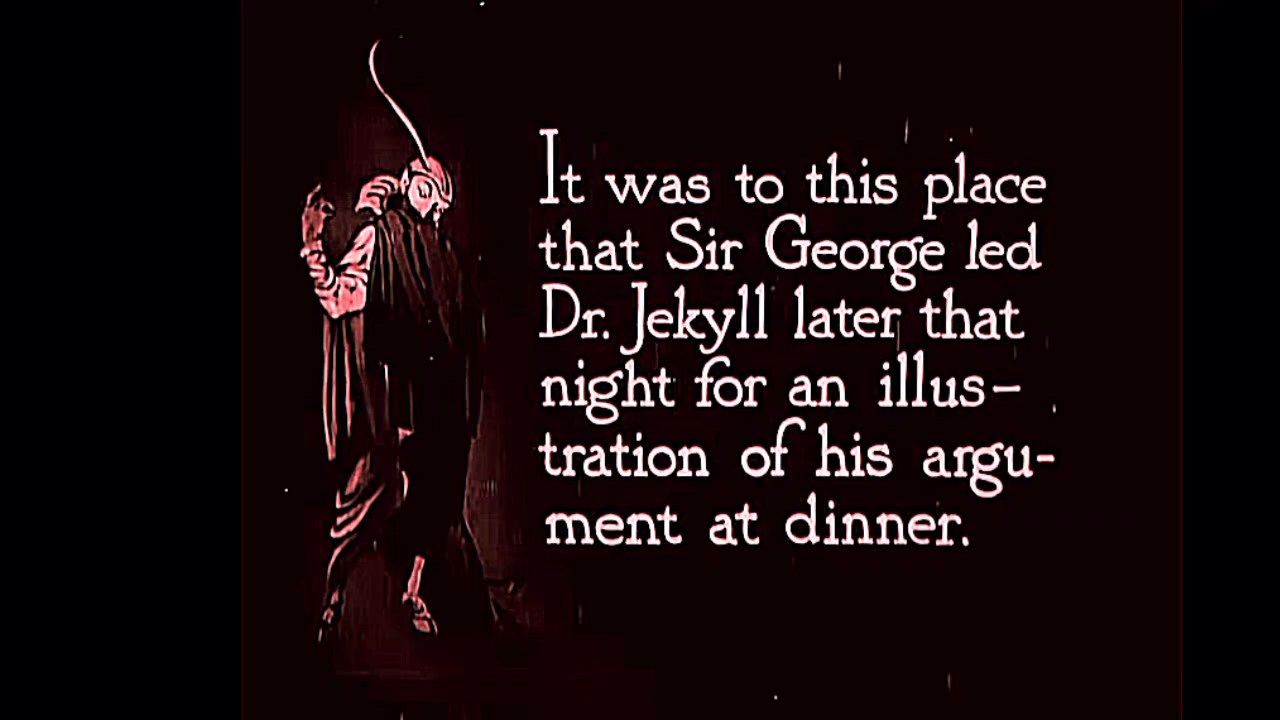 It was to this place
that Sir George led
Dr. Jekyll later that
night for an illus-
tration of his argu-
ment at dinner.